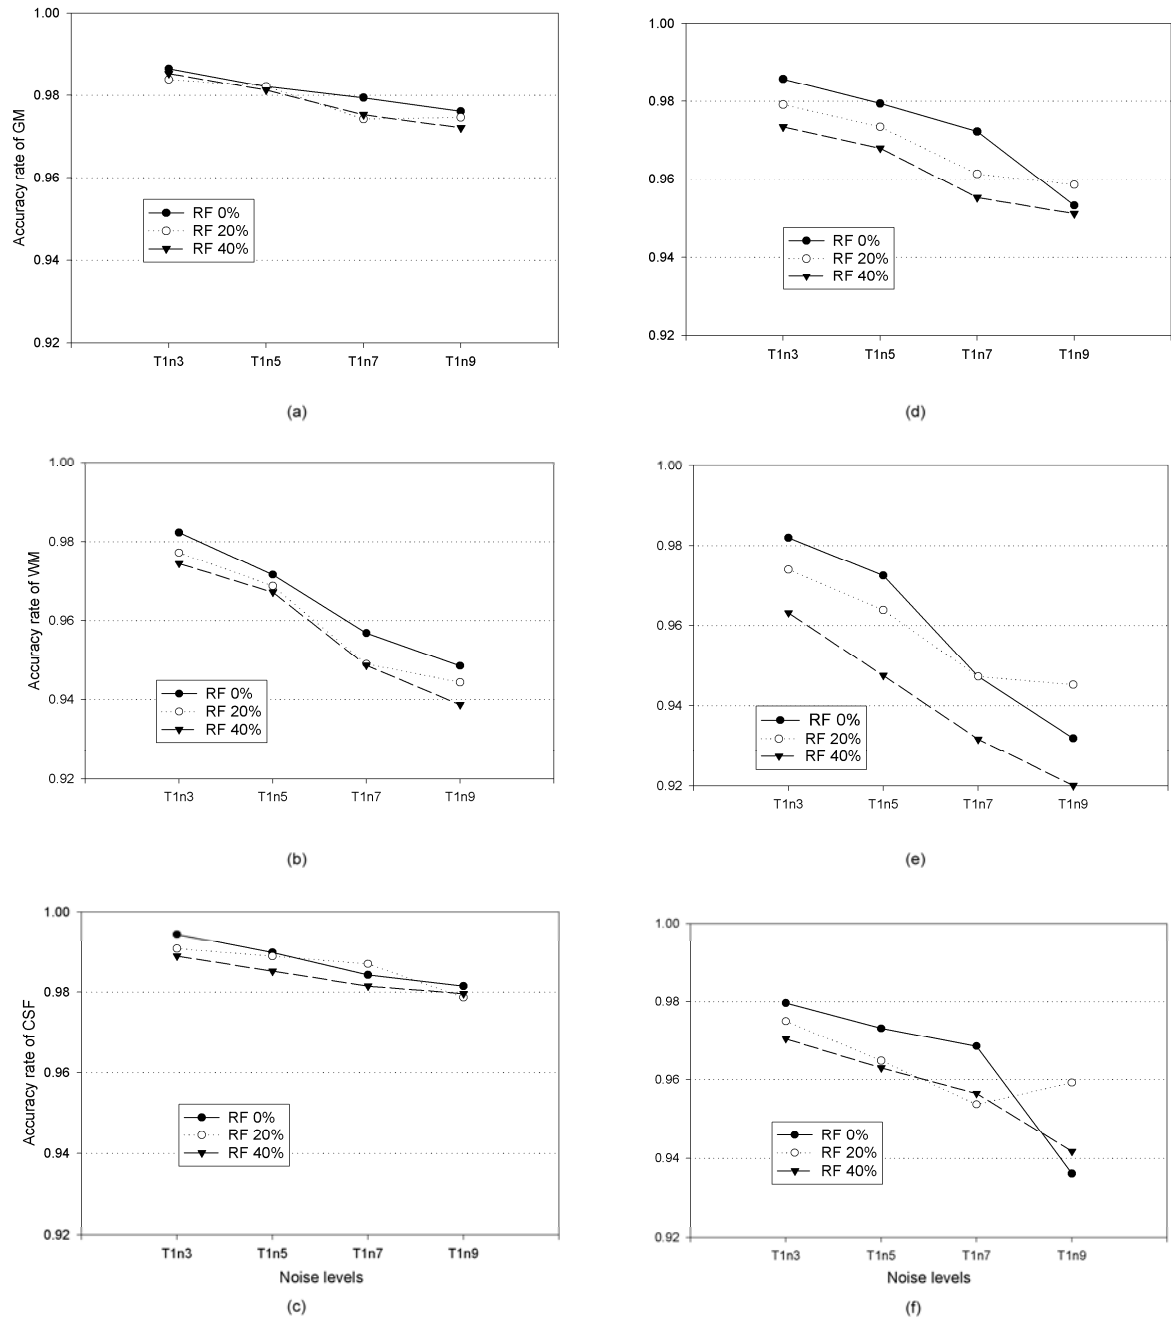 1.00
0.98
0.96
0.94
0.92
Accuracy rate of GM
RF 0%
RF 20%
RF 40%
T1n3 T1n5 T1n7 T1n9
(a)
1.00
0.98
0.96
0.94
0.92
RF 0%
RF 20%
RF 40%
T1n3 T1n5 T1n7 T1n9
(d)
1.00
0.98
0.96
0.94
0.92
Accuracy rate of WM
RF 0%
RF 20%
RF 40%
T1n3 T1n5 T1n7 T1n9
(b)
1.00
0.98
0.96
0.94
0.92
RF 0%
RF 20%
RF 40%
T1n3 T1n5 T1n7 T1n9
(e)
1.00
0.98
0.96
0.94
0.92
Accuracy rate of CSF
RF 0%
RF 20%
RF 40%
T1n3 T1n5 T1n7 T1n9
Noise levels
(c)
1.00
0.98
0.96
0.94
0.92
RF 0%
RF 20%
RF 40%
T1n3 T1n5 T1n7 T1n9
Noise levels
(f)